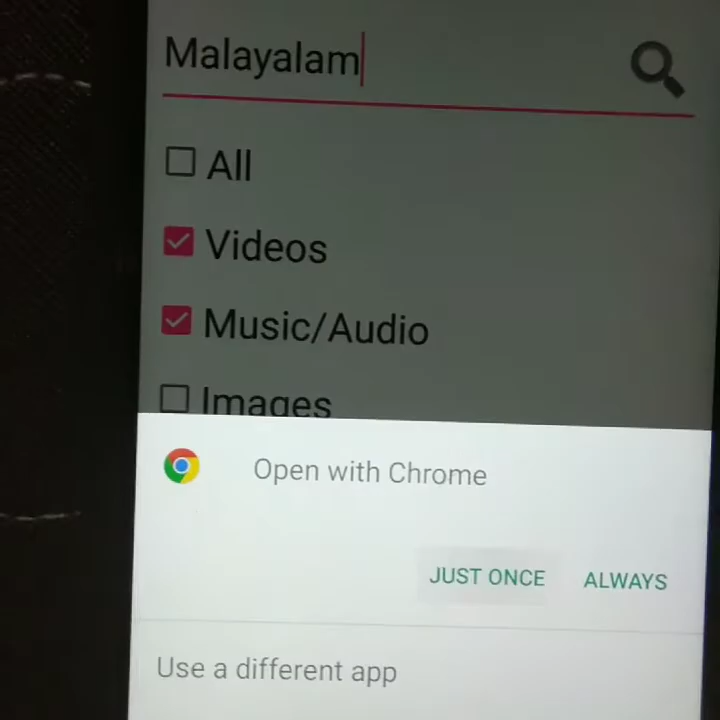 Malayalam
All
Videos
Music/Audio
Images
Open with Chrome
JUST ONCE ALWAYS
Use a different app